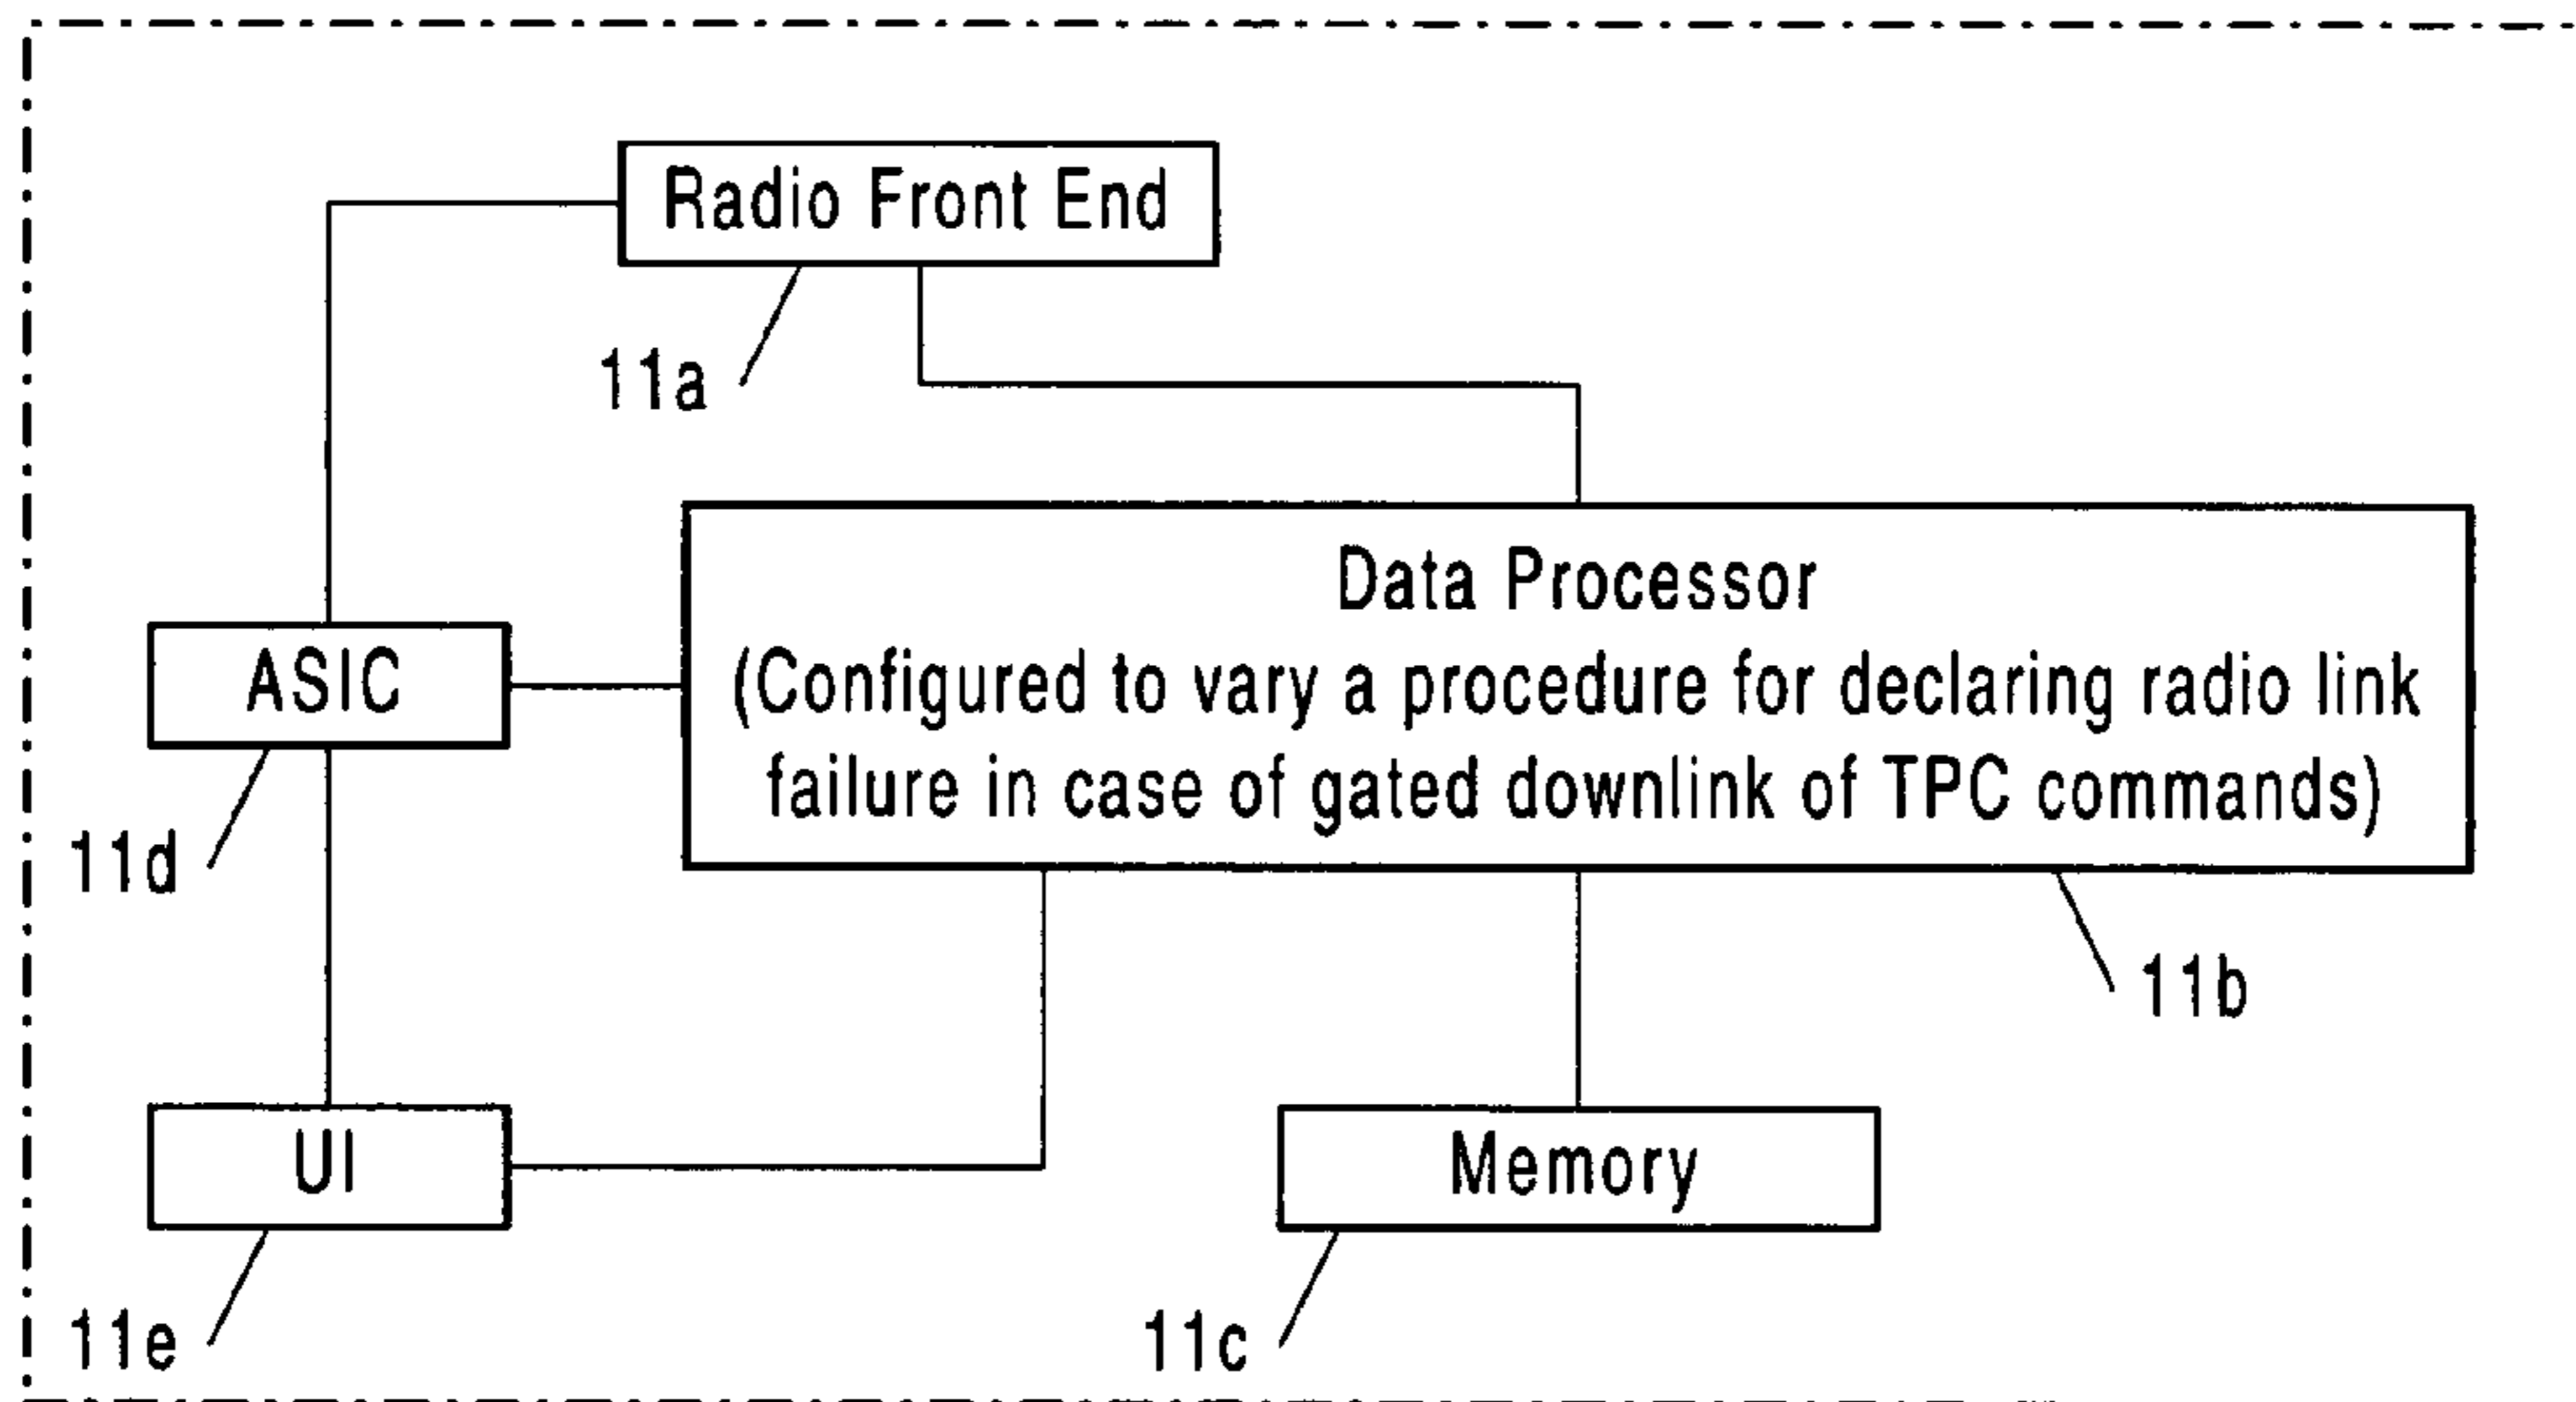 Radio Front End
11a
Data Processor
(Configured to vary a procedure for declaring radio link
failure in case of gated downlink of TPC commands)
ASIC
11d
11b
UI
Memory
11e
11c